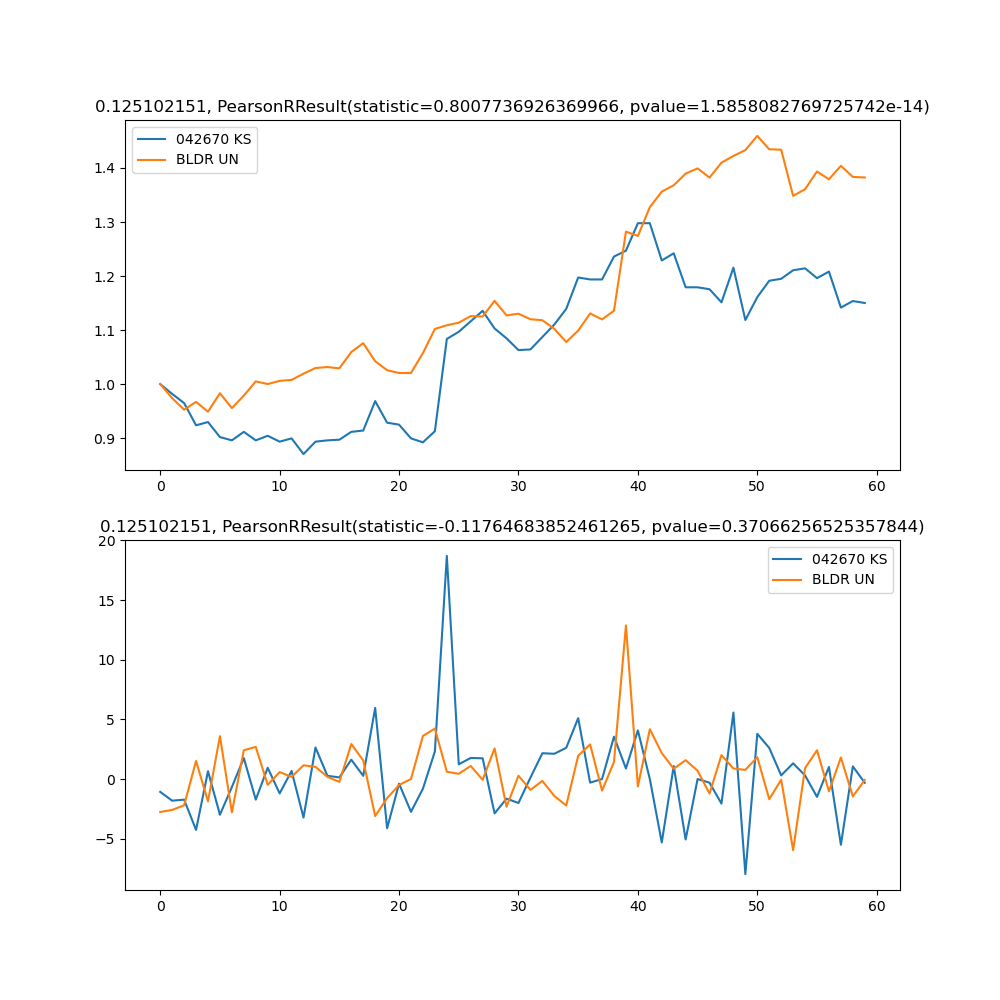 0.125102151, PearsonRResult(statistic=0.8007736926369966, pvalue=1.5858082769725742e-14)
042670 KS
BLDR UN
1.4
1.3
1.2
1.1
1.0
0.9
0 10 20 30 40 50 60
0.125102151, PearsonRResult(statistic=-0.11764683852461265, pvalue=0.37066256525357844)
042670 KS
BLDR UN
20
15
10
5
0
−5
0 10 20 30 40 50 60